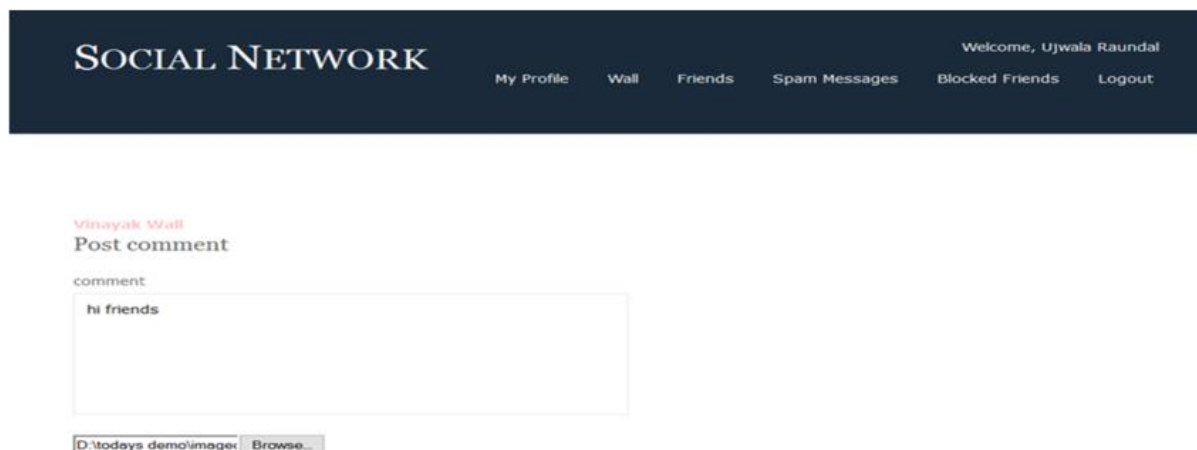 SOCIAL NETWORK
Welcome, Ujwala Raundal
My Profile Wall Friends Spam Messages Blocked Friends Logout
Vinayak Wall
Post comment
comment
hi friends
D:\todays demo\image Browse...